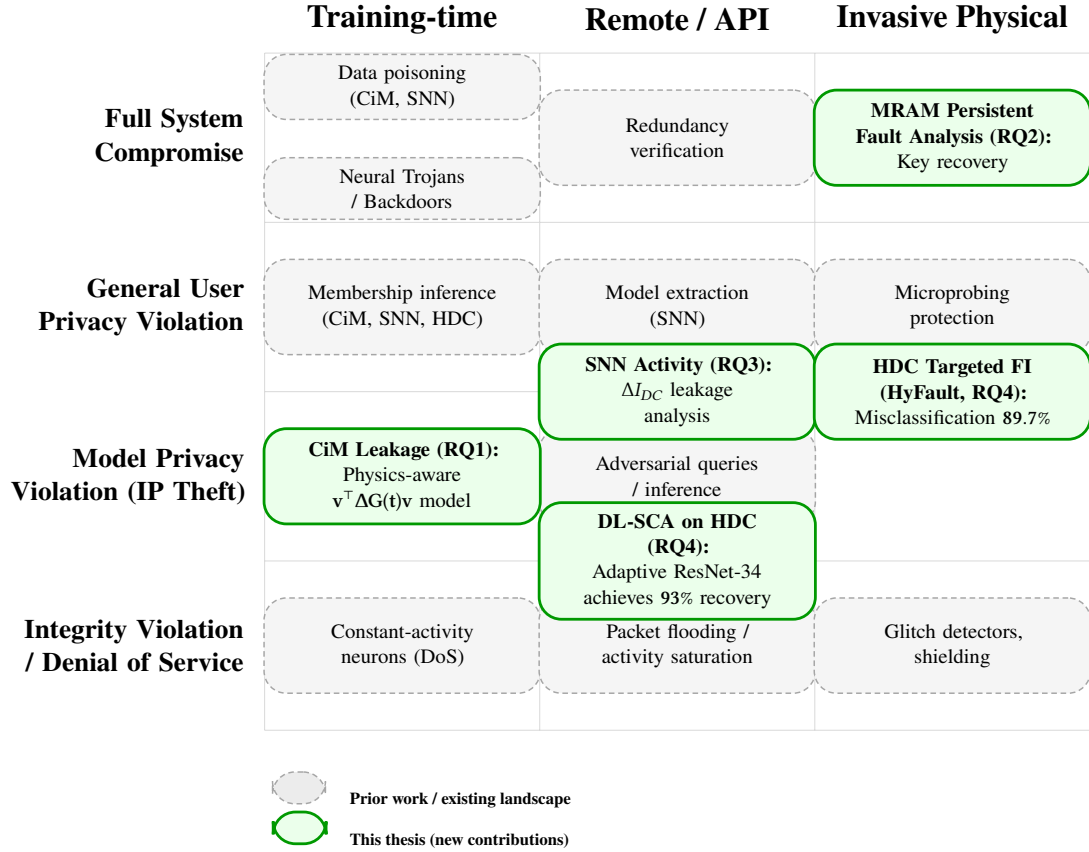 Training-time
Remote / API
Invasive Physical
Full System
Compromise
Data poisoning
(CiM, SNN)
Neural Trojans
/ Backdoors
Redundancy
verification
MRAM Persistent
Fault Analysis (RQ2):
Key recovery
General User
Privacy Violation
Membership inference
(CiM, SNN, HDC)
Model extraction
(SNN)
Microprobing
protection
SNN Activity (RQ3):
ΔI_{DC} leakage
analysis
HDC Targeted FI
(HyFault, RQ4):
Misclassification 89.7%
Model Privacy
Violation (IP Theft)
CiM Leakage (RQ1):
Physics-aware
v^⊤ΔG(t)v model
Adversarial queries
/ inference
DL-SCA on HDC
(RQ4):
Adaptive ResNet-34
achieves 93% recovery
Integrity Violation
/ Denial of Service
Constant-activity
neurons (DoS)
Packet flooding /
activity saturation
Glitch detectors,
shielding
Prior work / existing landscape
This thesis (new contributions)